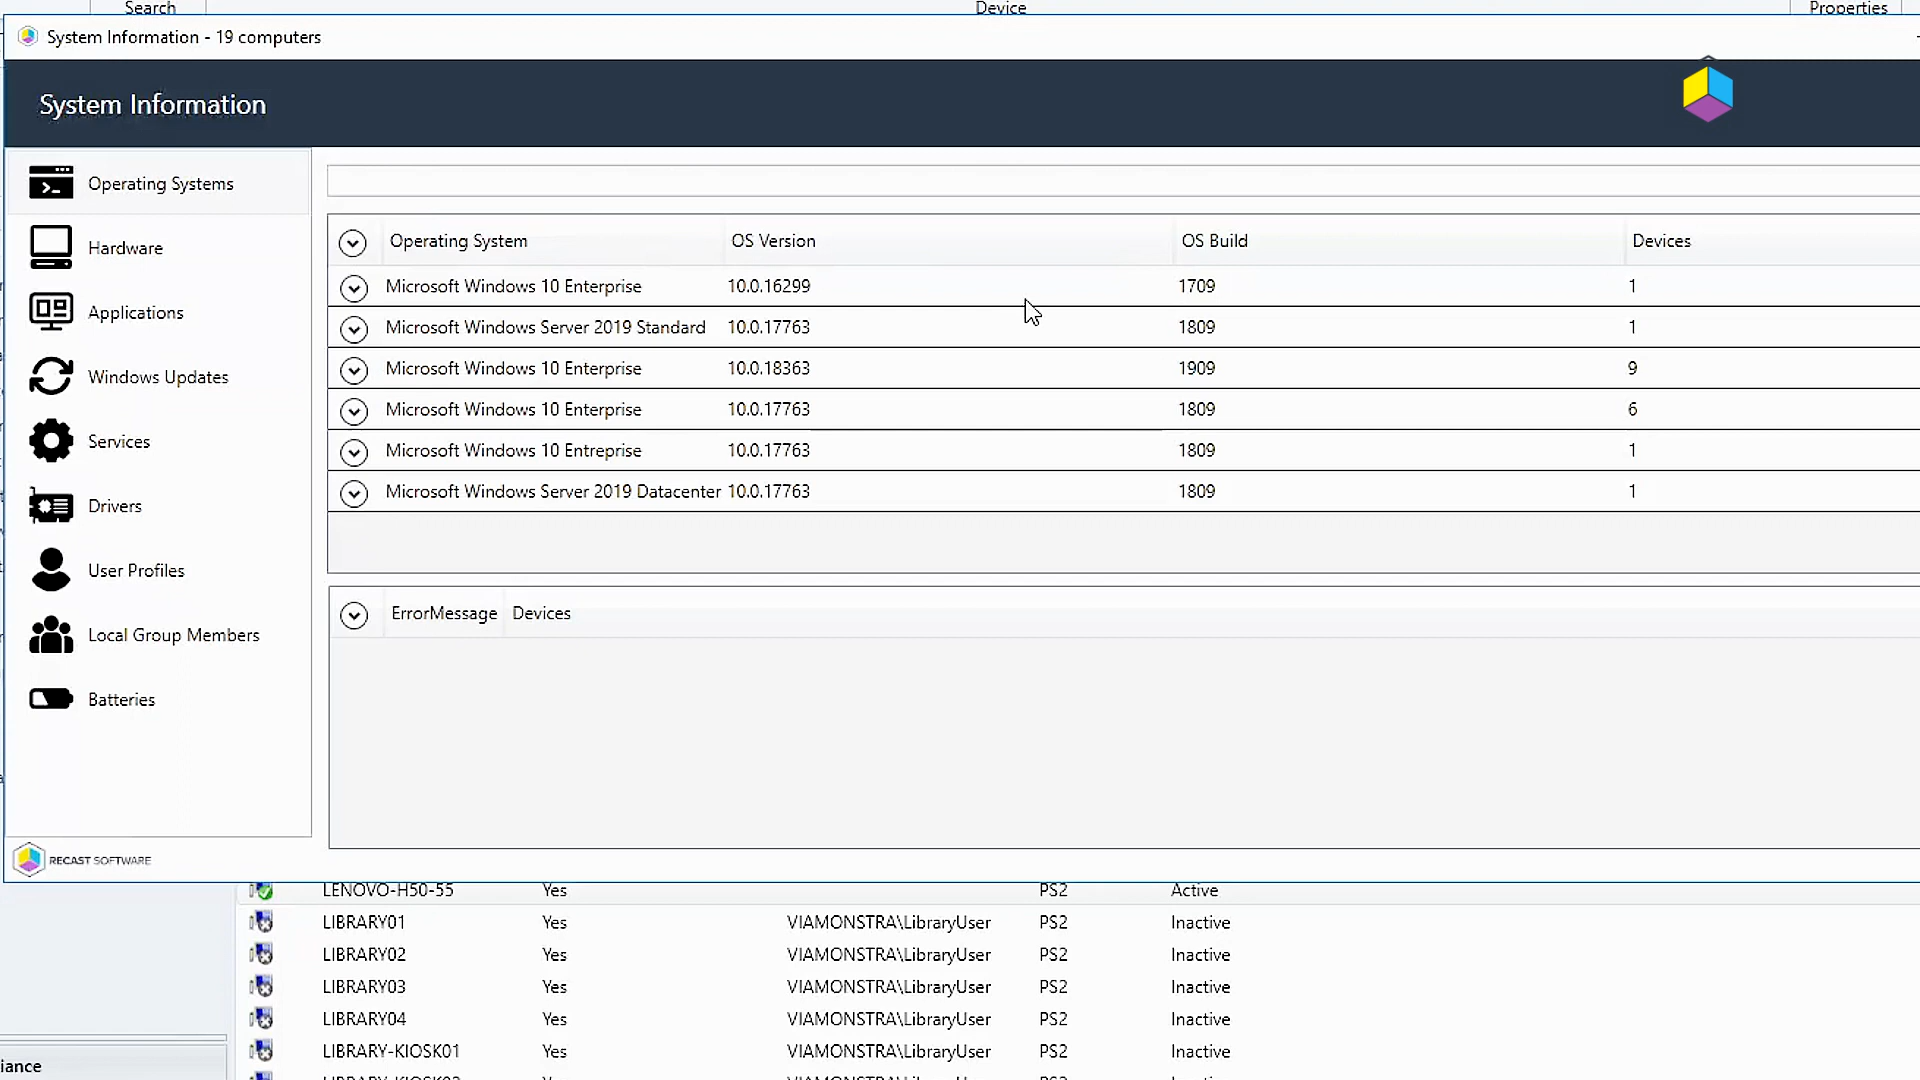 Search Device Properties
System Information - 19 computers
System Information
Operating Systems
Hardware
Applications
Windows Updates
Services
Drivers
User Profiles
Local Group Members
Batteries
RECAST SOFTWARE
Operating System OS Version OS Build Devices
Microsoft Windows 10 Enterprise 10.0.16299 1709 1
Microsoft Windows Server 2019 Standard 10.0.17763 1809 1
Microsoft Windows 10 Enterprise 10.0.18363 1909 9
Microsoft Windows 10 Enterprise 10.0.17763 1809 6
Microsoft Windows 10 Entreprise 10.0.17763 1809 1
Microsoft Windows Server 2019 Datacenter 10.0.17763 1809 1
ErrorMessage Devices
LENOVO-H50-55 Yes PS2 Active
LIBRARY01 Yes VIAMONSTRA\LibraryUser PS2 Inactive
LIBRARY02 Yes VIAMONSTRA\LibraryUser PS2 Inactive
LIBRARY03 Yes VIAMONSTRA\LibraryUser PS2 Inactive
LIBRARY04 Yes VIAMONSTRA\LibraryUser PS2 Inactive
LIBRARY-KIOSK01 Yes VIAMONSTRA\LibraryUser PS2 Inactive
iance